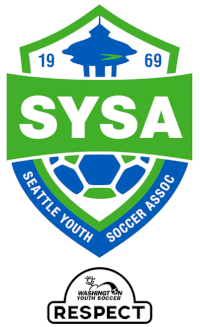 19 69
SYSA
SEATTLE YOUTH SOCCER ASSOC
WASHINGTON
YOUTH SOCCER
RESPECT